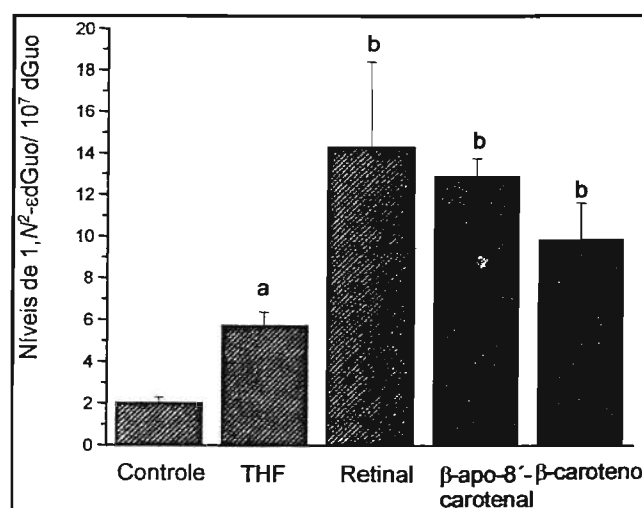 Níveis de 1,N²-εdGuo/ 10⁷ dGuo
20
18
16
14
12
10
8
6
4
2
0
a
b
b
b
Controle
THF
Retinal
β-apo-8´-
carotenal
β-caroteno